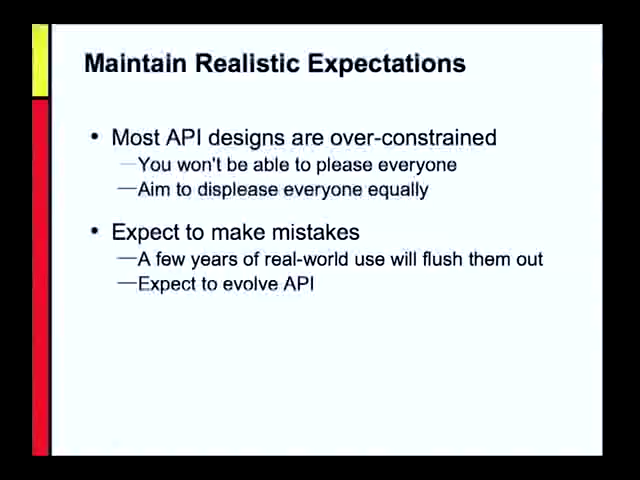 Maintain Realistic Expectations
• Most API designs are over-constrained
—You won't be able to please everyone
—Aim to displease everyone equally
• Expect to make mistakes
—A few years of real-world use will flush them out
—Expect to evolve API